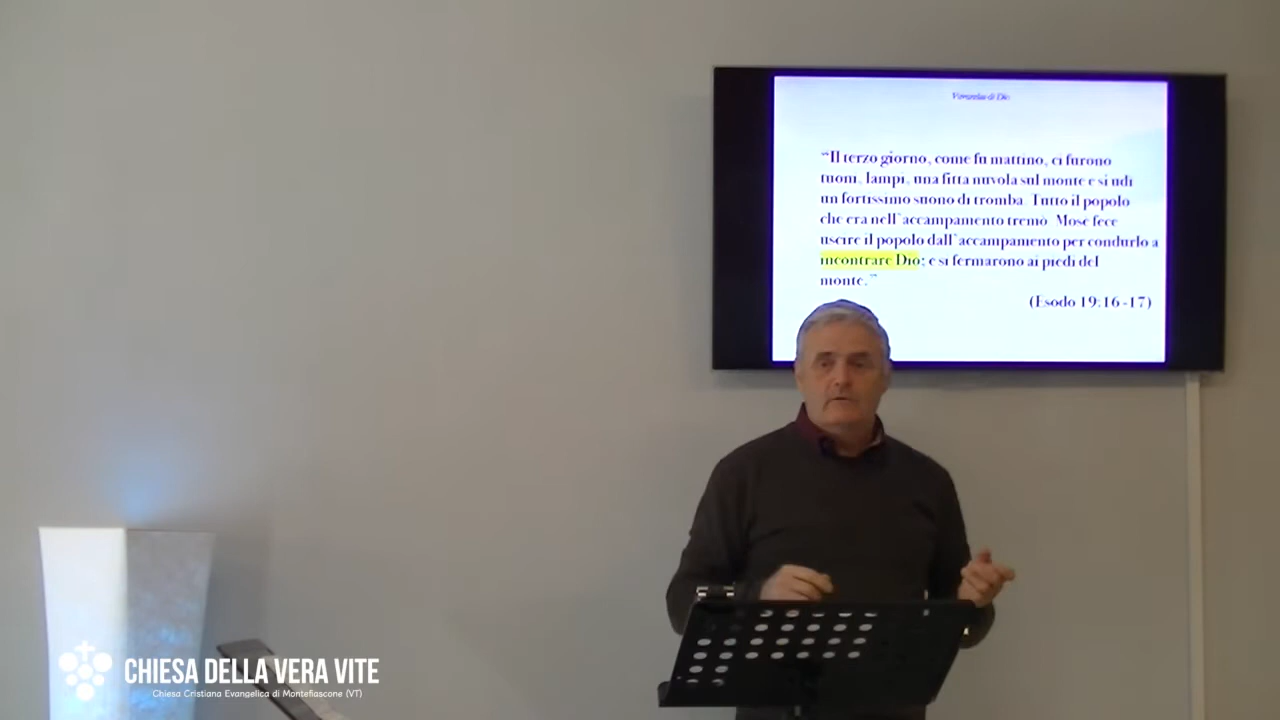 di Dio
“Il terzo giorno, come fu mattino, ci furono
tuoni, lampi, una fitta nuvola sul monte e si udì
un fortissimo suono di tromba. Tutto il popolo
che era nell'accampamento tremò. Mosè fece
uscire il popolo dall'accampamento per condurlo a
incontrare Dio; e si fermarono ai piedi del
monte.”
(Esodo 19:16-17)
CHIESA DELLA VERA VITE
Chiesa Cristiana Evangelica di Montefiascone (VT)